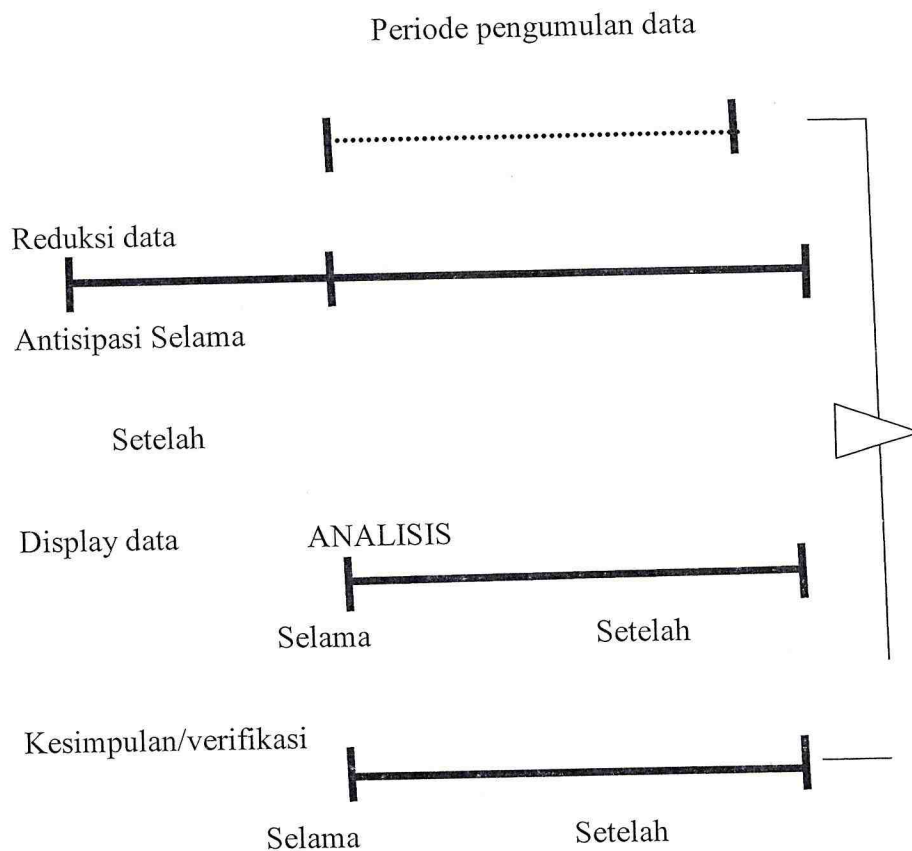 Periode pengumulan data
Reduksi data
Antisipasi Selama
Setelah
Display data ANALISIS
Selama Setelah
Kesimpulan/verifikasi
Selama Setelah